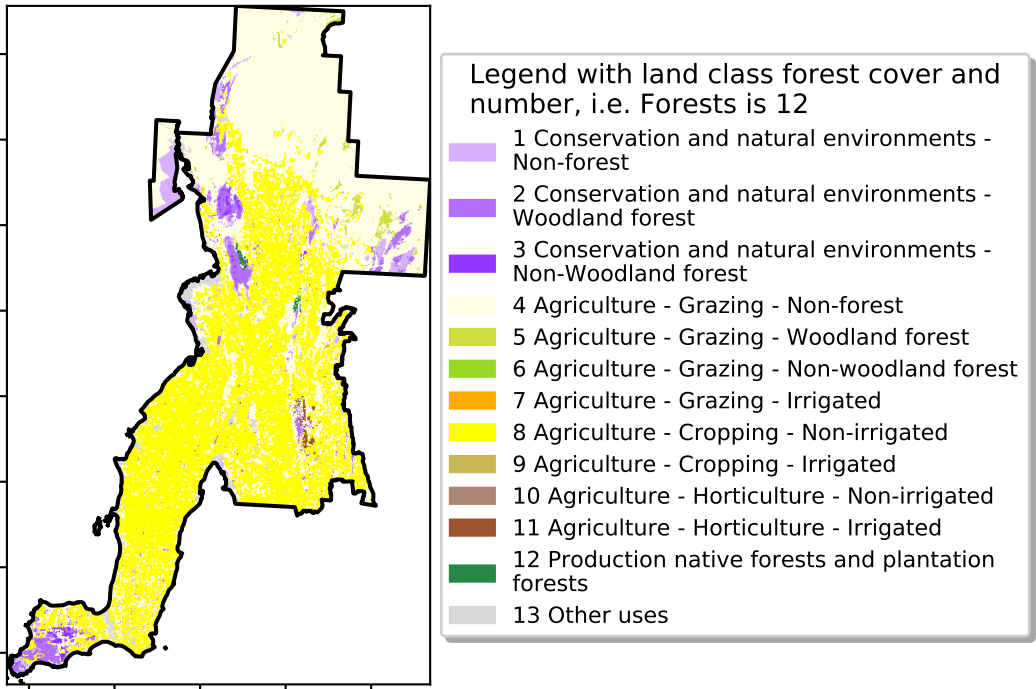 Legend with land class forest cover and
number, i.e. Forests is 12
1 Conservation and natural environments -
Non-forest
2 Conservation and natural environments -
Woodland forest
3 Conservation and natural environments -
Non-Woodland forest
4 Agriculture - Grazing - Non-forest
5 Agriculture - Grazing - Woodland forest
6 Agriculture - Grazing - Non-woodland forest
7 Agriculture - Grazing - Irrigated
8 Agriculture - Cropping - Non-irrigated
9 Agriculture - Cropping - Irrigated
10 Agriculture - Horticulture - Non-irrigated
11 Agriculture - Horticulture - Irrigated
12 Production native forests and plantation
forests
13 Other uses